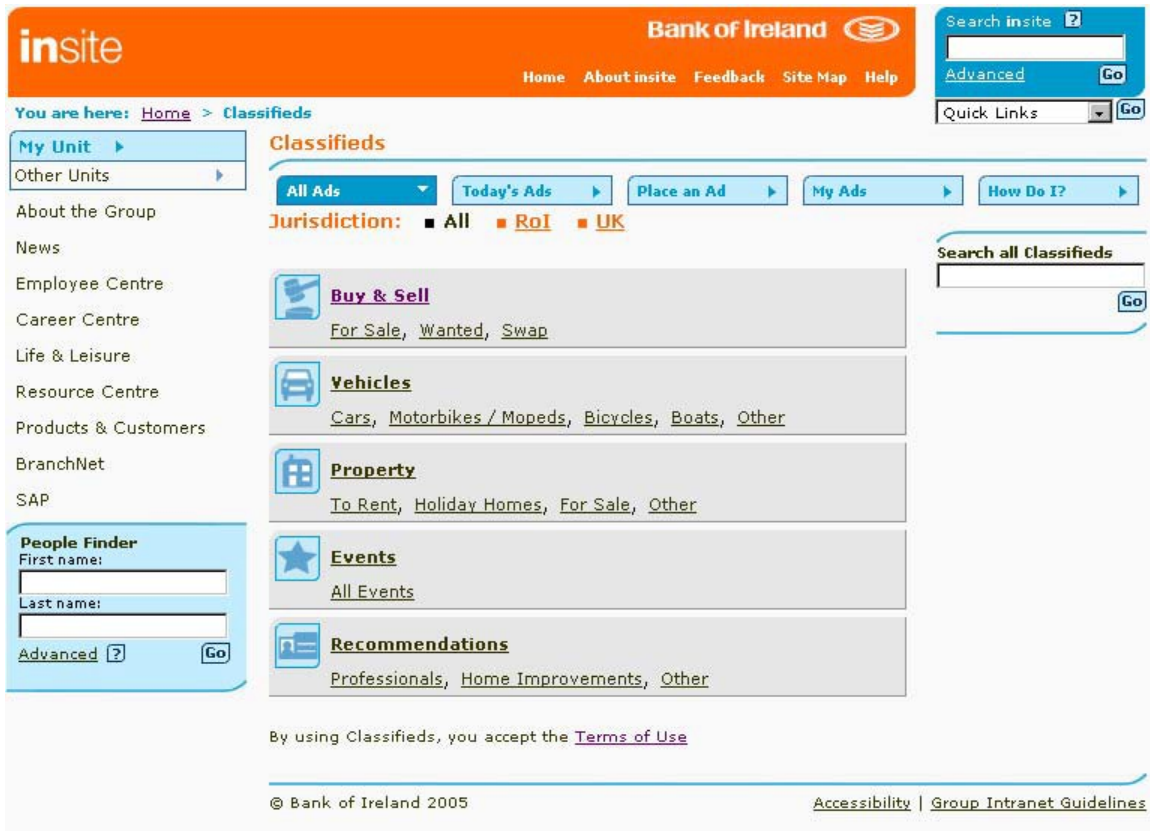 insite
Bank of Ireland
Home About insite Feedback Site Map Help
Search insite ?
Advanced Go
Quick Links Go
You are here: Home > Classifieds
My Unit
Other Units
About the Group
News
Employee Centre
Career Centre
Life & Leisure
Resource Centre
Products & Customers
BranchNet
SAP
People Finder
First name:
Last name:
Advanced ? Go
Classifieds
All Ads Today's Ads Place an Ad My Ads How Do I?
Jurisdiction: All RoI UK
Buy & Sell
For Sale, Wanted, Swap
Vehicles
Cars, Motorbikes / Mopeds, Bicycles, Boats, Other
Property
To Rent, Holiday Homes, For Sale, Other
Events
All Events
Recommendations
Professionals, Home Improvements, Other
By using Classifieds, you accept the Terms of Use
Search all Classifieds
Go
© Bank of Ireland 2005
Accessibility | Group Intranet Guidelines